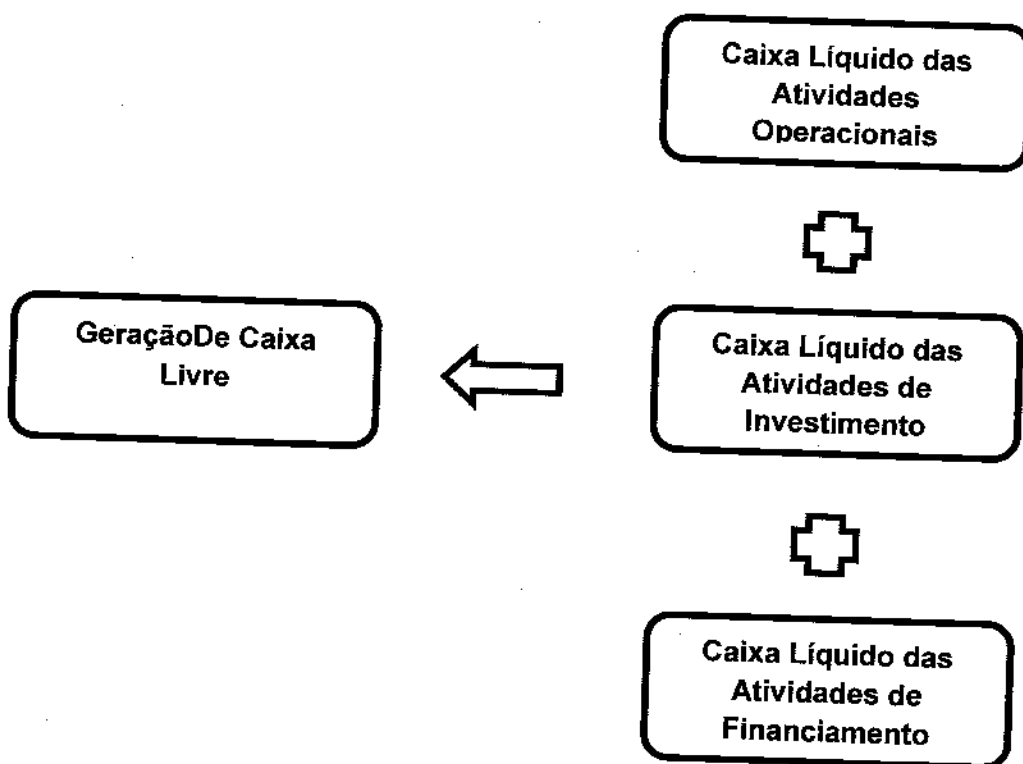 Caixa Líquido das
Atividades
Operacionais
GeraçãoDe Caixa
Livre
Caixa Líquido das
Atividades de
Investimento
Caixa Líquido das
Atividades de
Financiamento